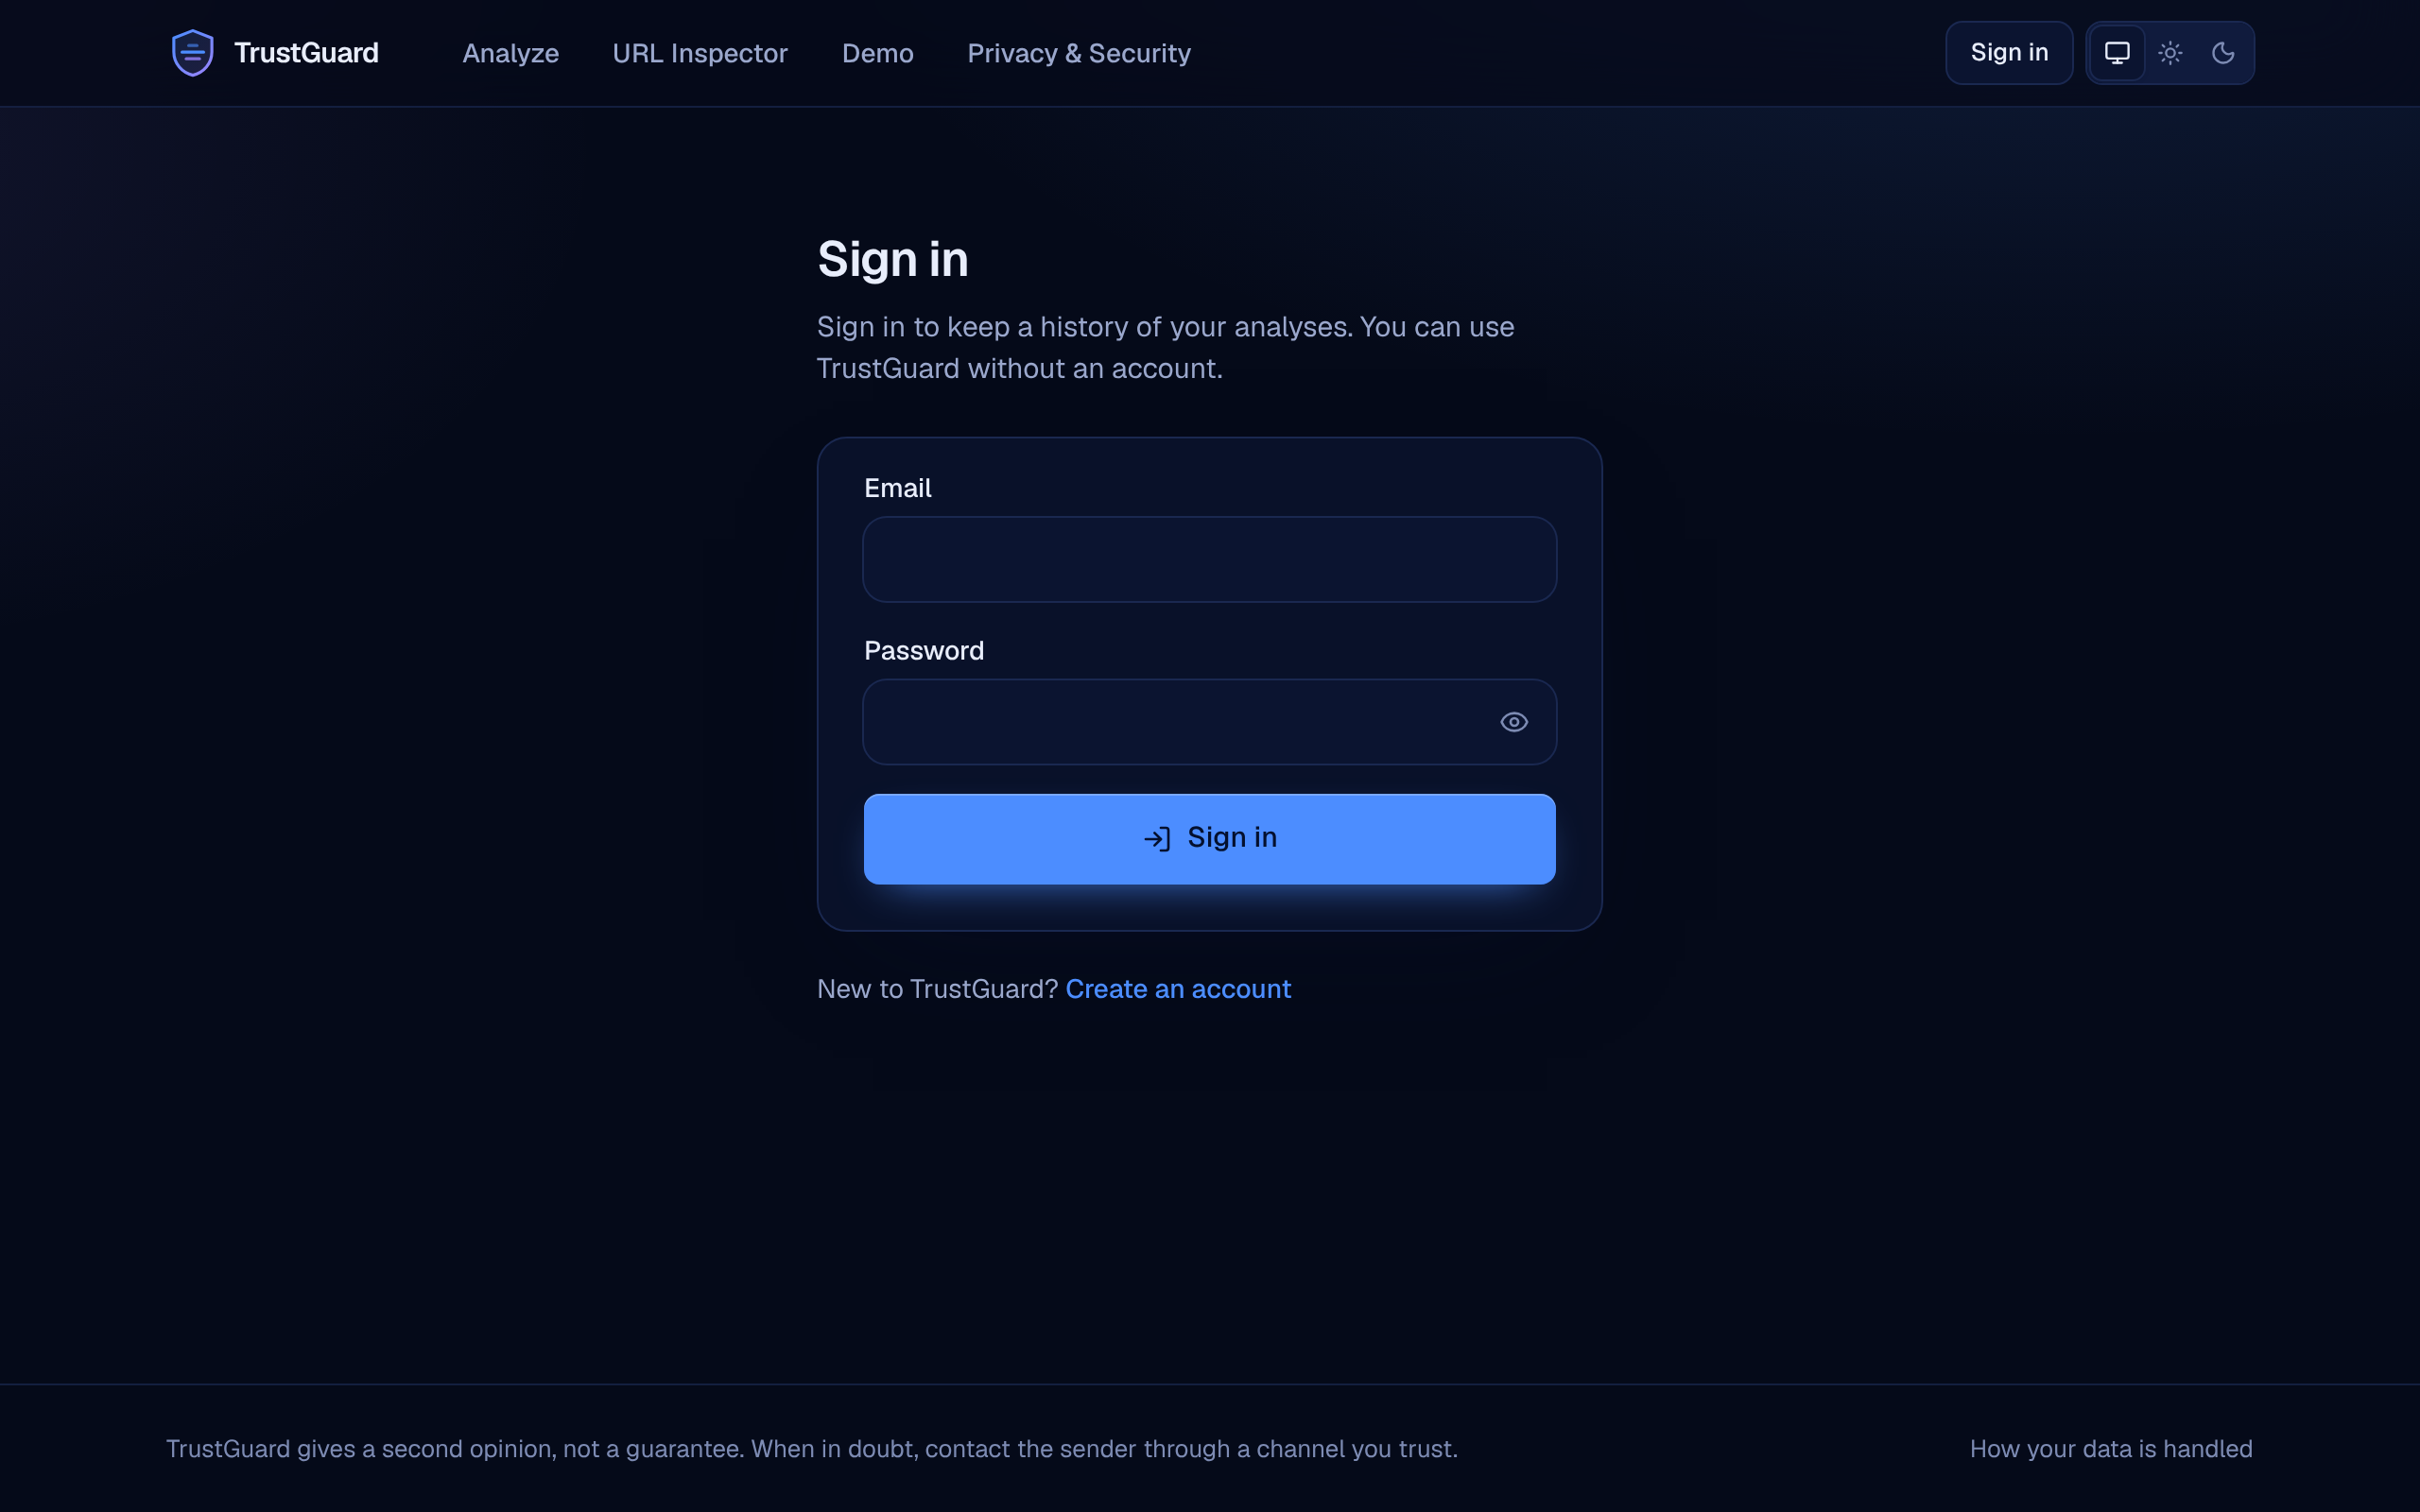 TrustGuard
Analyze
URL Inspector
Demo
Privacy & Security
Sign in
Sign in
Sign in to keep a history of your analyses. You can use
TrustGuard without an account.
Email
Password
Sign in
New to TrustGuard? Create an account
TrustGuard gives a second opinion, not a guarantee. When in doubt, contact the sender through a channel you trust.
How your data is handled